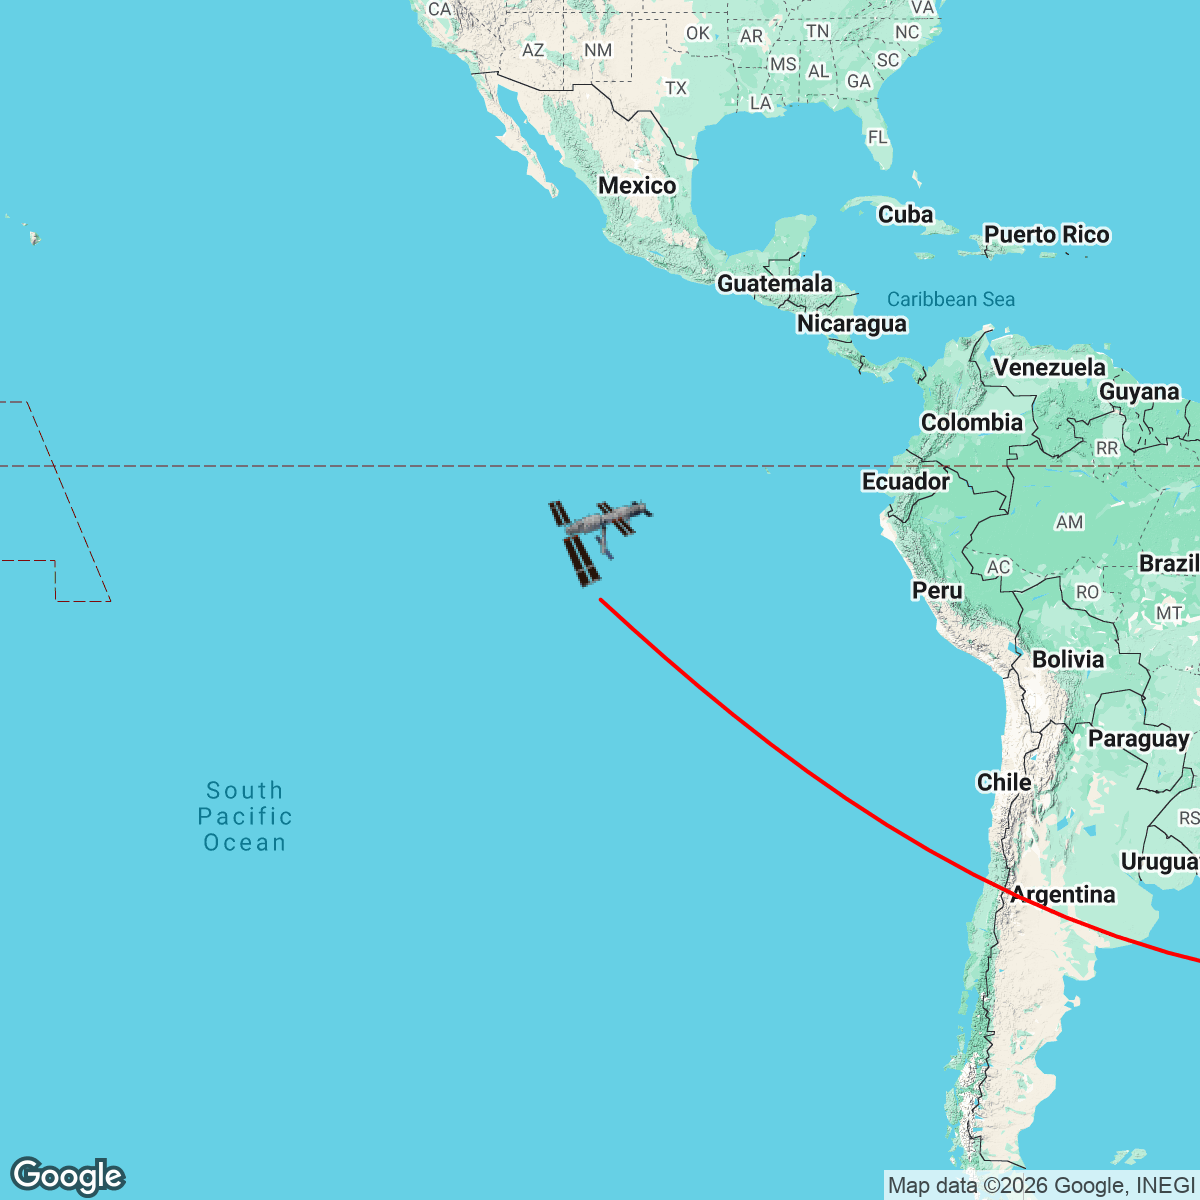 CA
VA
OK
AR
TN
NC
AZ
NM
MS
AL
SC
GA
TX
LA
FL
Mexico
Cuba
Puerto Rico
Guatemala
Caribbean Sea
Nicaragua
Venezuela
Guyana
Colombia
RR
Ecuador
AM
AC
Brazil
Peru
RO
MT
Bolivia
Paraguay
Chile
South
Pacific
Ocean
RS
Urugua
Argentina
Google
Map data ©2026 Google, INEGI